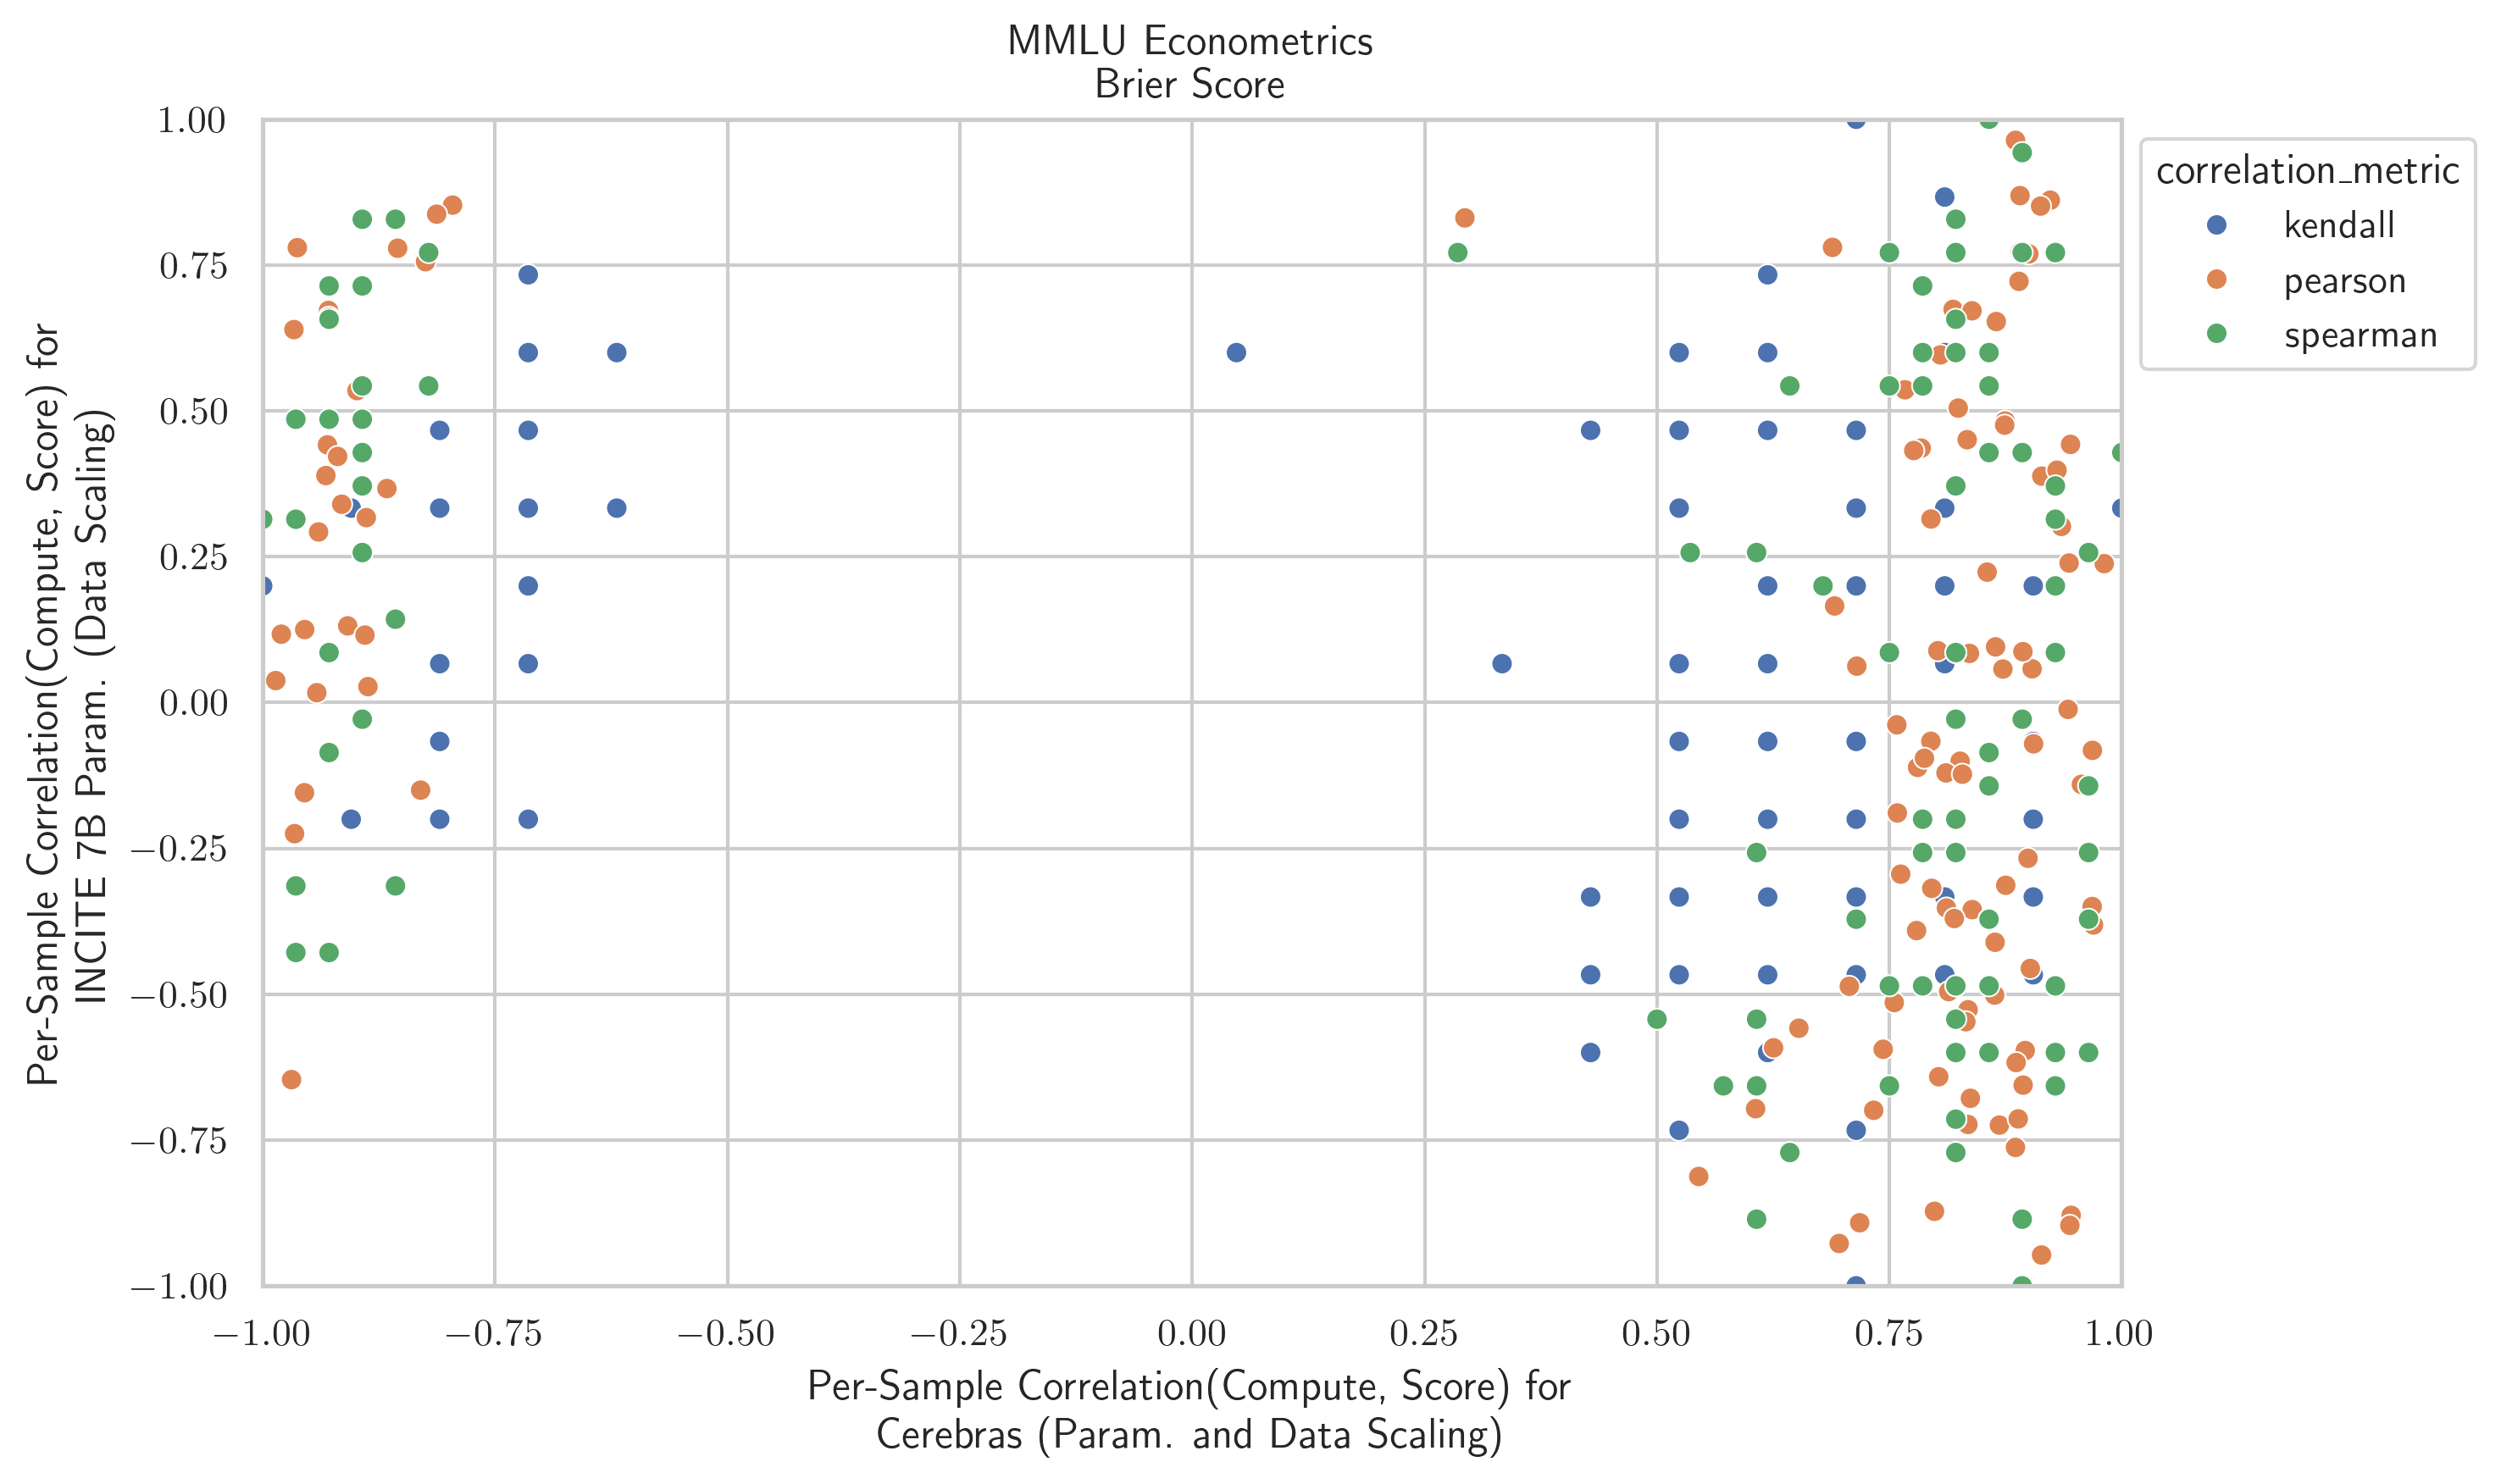 MMLU Econometrics
Brier Score
Per-Sample Correlation(Compute, Score) for
INCITE 7B Param. (Data Scaling)
1.00
0.75
0.50
0.25
0.00
−0.25
−0.50
−0.75
−1.00
−1.00
−0.75
−0.50
−0.25
0.00
0.25
0.50
0.75
1.00
Per-Sample Correlation(Compute, Score) for
Cerebras (Param. and Data Scaling)
correlation_metric
kendall
pearson
spearman